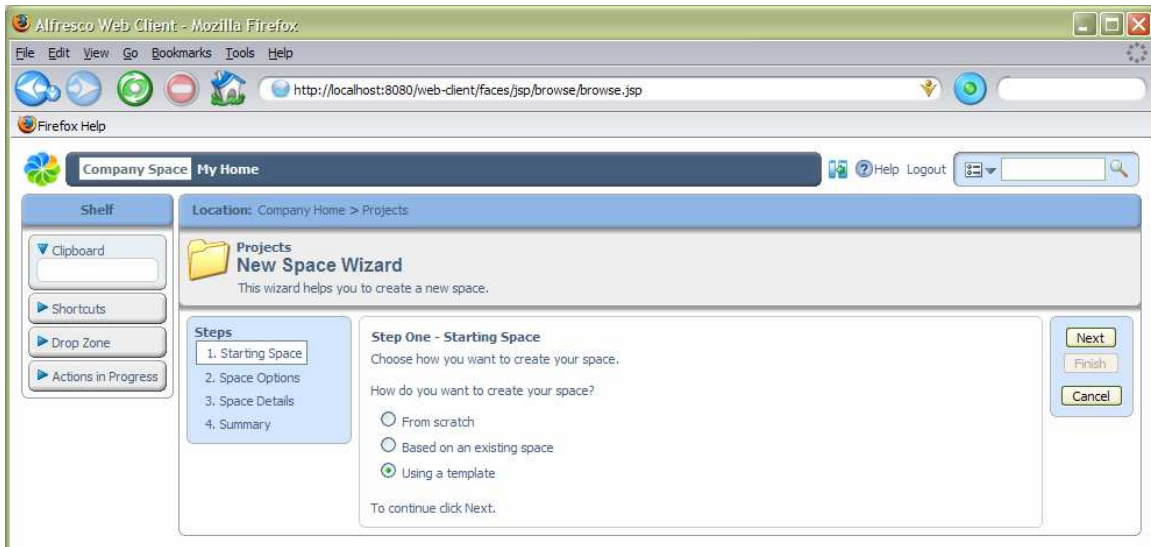 Alfresco Web Client - Mozilla Firefox
File Edit View Go Bookmarks Tools Help
http://localhost:8080/web-client/faces/jsp/browse/browse.jsp
Firefox Help
Company Space My Home
Help Logout
Shelf
Location: Company Home > Projects
Clipboard
Projects
New Space Wizard
This wizard helps you to create a new space.
Shortcuts
Drop Zone
Actions in Progress
Steps
1. Starting Space
2. Space Options
3. Space Details
4. Summary
Step One - Starting Space
Choose how you want to create your space.
How do you want to create your space?
From scratch
Based on an existing space
Using a template
To continue click Next.
Next
Finish
Cancel